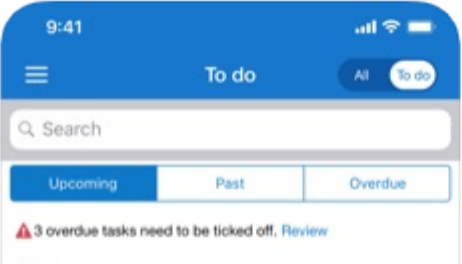 9:41
To do
All To do
Search
Upcoming Past Overdue
3 overdue tasks need to be ticked off. Review